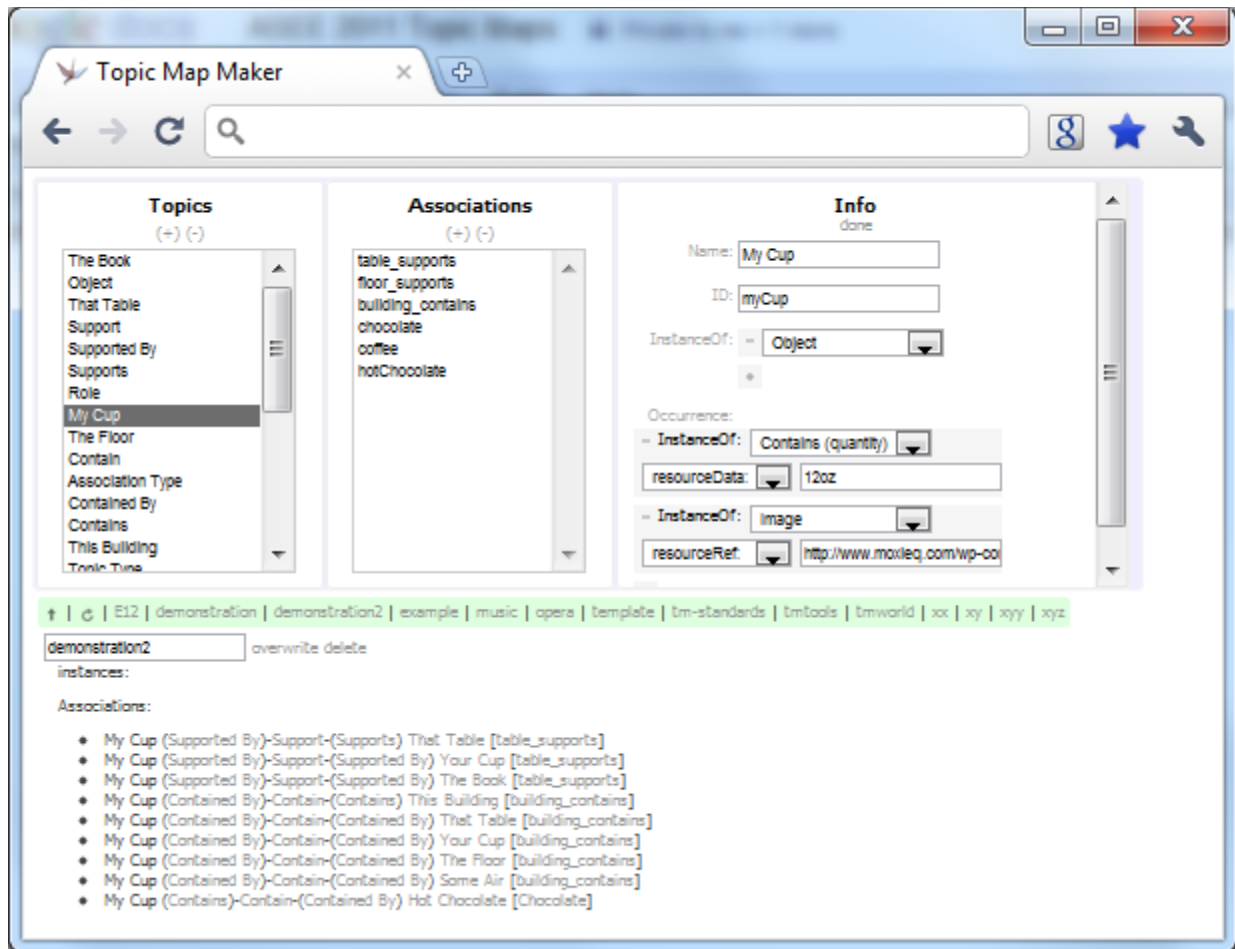 Topic Map Maker
Topics
(+) (-)
The Book
Object
That Table
Support
Supported By
Supports
Role
My Cup
The Floor
Contain
Association Type
Contained By
Contains
This Building
Topic Type
Associations
(+) (-)
table_supports
floor_supports
building_contains
chocolate
coffee
hotChocolate
Info
done
Name: My Cup
ID: myCup
InstanceOf: - Object
+
Occurrence:
- InstanceOf: Contains (quantity)
resourceData: 12oz
- InstanceOf: Image
resourceRef: http://www.moxleq.com/wp-co
| E12 | demonstration | demonstration2 | example | music | opera | template | tm-standards | tmtools | tmworld | xx | xy | xyy | xyz
demonstration2 overwrite delete
instances:
Associations:
• My Cup (Supported By)-Support-(Supports) That Table [table_supports]
• My Cup (Supported By)-Support-(Supported By) Your Cup [table_supports]
• My Cup (Supported By)-Support-(Supported By) The Book [table_supports]
• My Cup (Contained By)-Contain-(Contains) This Building [building_contains]
• My Cup (Contained By)-Contain-(Contained By) That Table [building_contains]
• My Cup (Contained By)-Contain-(Contained By) Your Cup [building_contains]
• My Cup (Contained By)-Contain-(Contained By) The Floor [building_contains]
• My Cup (Contained By)-Contain-(Contained By) Some Air [building_contains]
• My Cup (Contains)-Contain-(Contained By) Hot Chocolate [Chocolate]